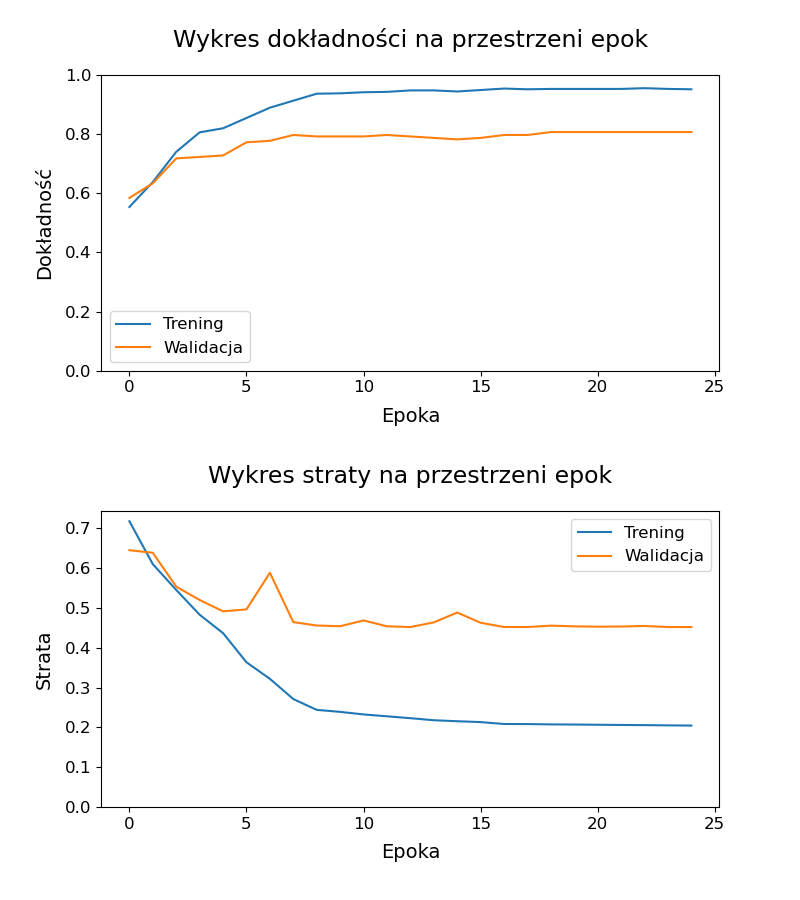 Wykres dokładności na przestrzeni epok
1.0
0.8
0.6
0.4
0.2
0.0
Dokładność
Trening
Walidacja
0 5 10 15 20 25
Epoka
Wykres straty na przestrzeni epok
0.7
0.6
0.5
0.4
0.3
0.2
0.1
0.0
Strata
Trening
Walidacja
0 5 10 15 20 25
Epoka